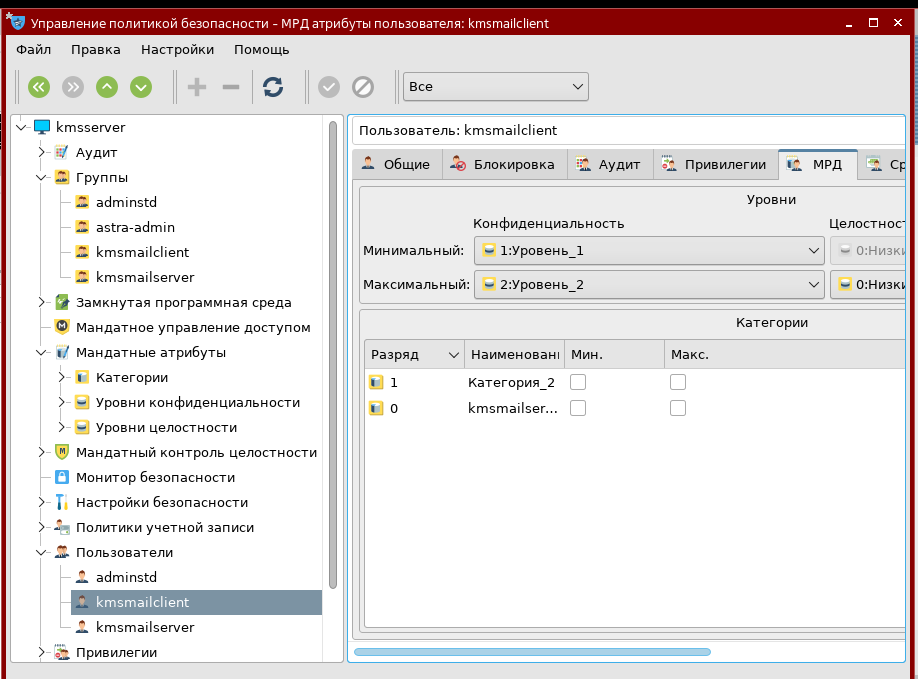 Управление политикой безопасности – МРД атрибуты пользователя: kmsmailclient
Файл Правка Настройки Помощь
Все
kmsserver
Аудит
Группы
adminstd
astra-admin
kmsmailclient
kmsmailserver
Замкнутая программная среда
Мандатное управление доступом
Мандатные атрибуты
Категории
Уровни конфиденциальности
Уровни целостности
Мандатный контроль целостности
Монитор безопасности
Настройки безопасности
Политики учетной записи
Пользователи
adminstd
kmsmailclient
kmsmailserver
Привилегии
Пользователь: kmsmailclient
Общие Блокировка Аудит Привилегии МРД Ср
Уровни
Конфиденциальность Целостност
Минимальный: 1:Уровень_1 0:Низки
Максимальный: 2:Уровень_2 0:Низки
Категории
Разряд Наименовани Мин. Макс.
1 Категория_2
0 kmsmailser...